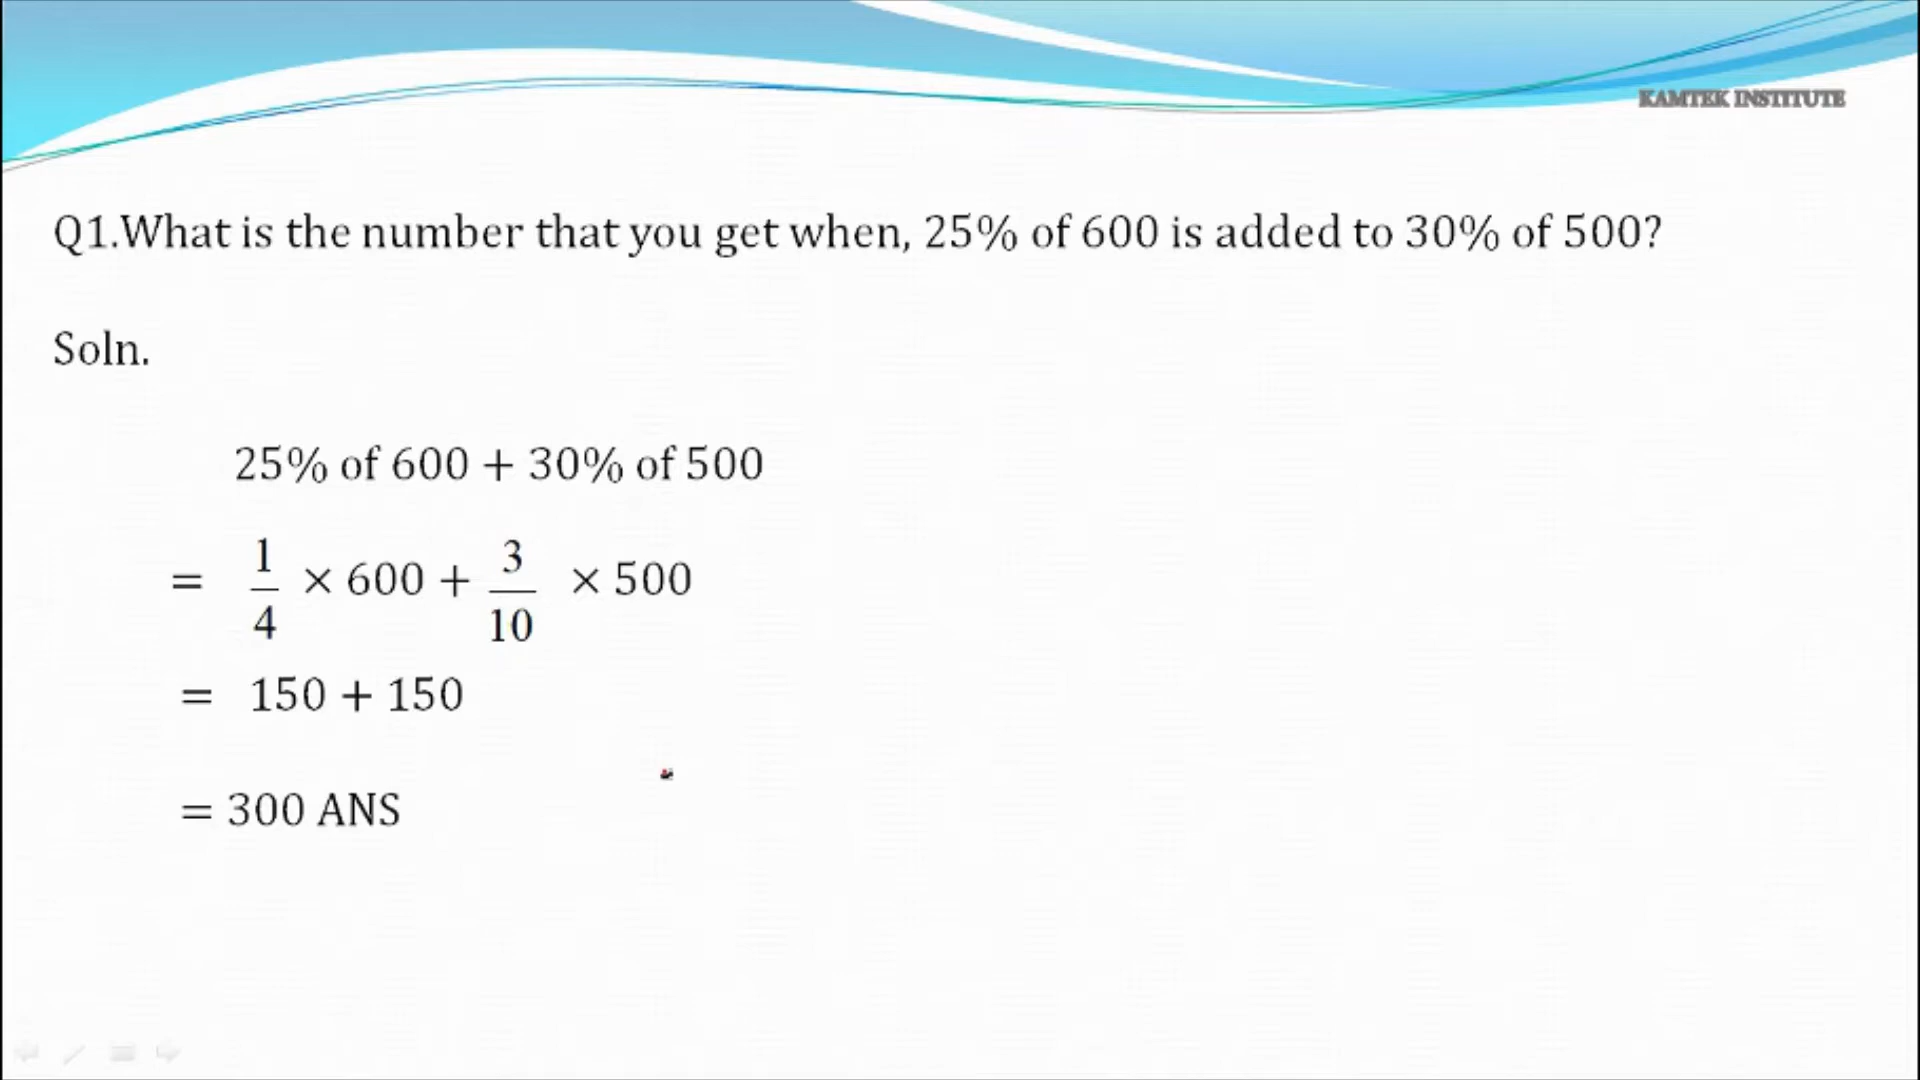 KAMTEK INSTITUTE
Q1.What is the number that you get when, 25% of 600 is added to 30% of 500?
Soln.
25% of 600 + 30% of 500
= 1/4 × 600 + 3/10 × 500
= 150 + 150
= 300 ANS